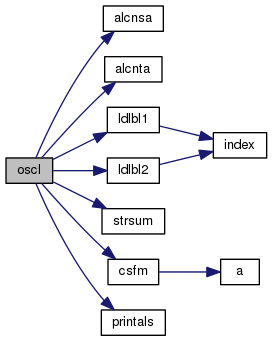 alcnsa
alcnta
ldlbl1
index
oscl
ldlbl2
strsum
csfm
a
printals